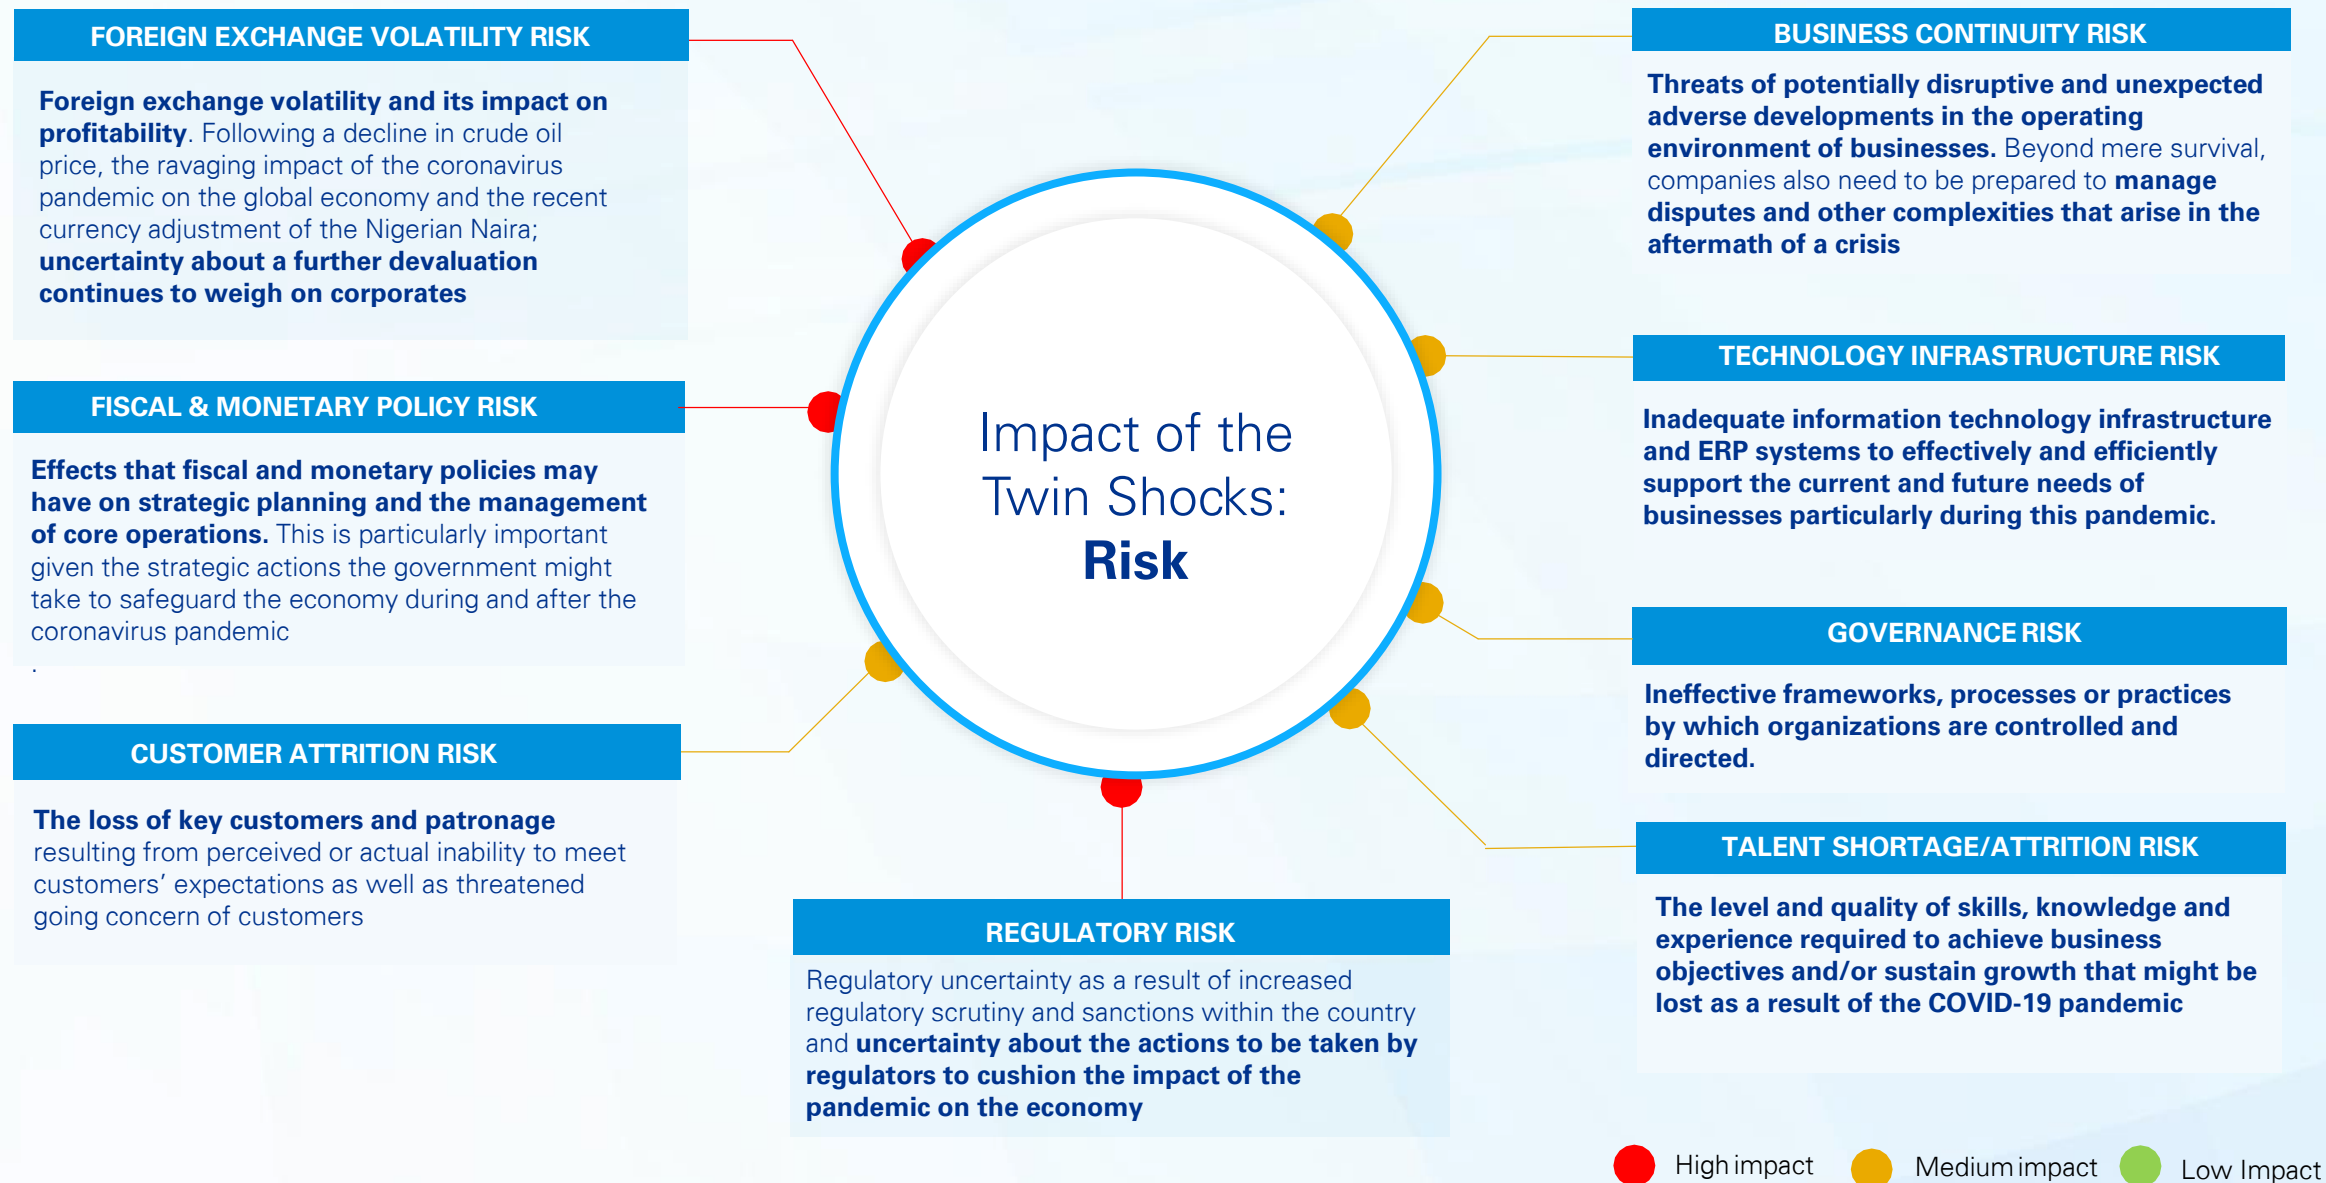 FOREIGN EXCHANGE VOLATILITY RISK
Foreign exchange volatility and its impact on
profitability. Following a decline in crude oil
price, the ravaging impact of the coronavirus
pandemic on the global economy and the recent
currency adjustment of the Nigerian Naira;
uncertainty about a further devaluation
continues to weigh on corporates
FISCAL & MONETARY POLICY RISK
Effects that fiscal and monetary policies may
have on strategic planning and the management
of core operations. This is particularly important
given the strategic actions the government might
take to safeguard the economy during and after the
coronavirus pandemic
.
CUSTOMER ATTRITION RISK
The loss of key customers and patronage
resulting from perceived or actual inability to meet
customers’ expectations as well as threatened
going concern of customers
Impact of the
Twin Shocks:
Risk
REGULATORY RISK
Regulatory uncertainty as a result of increased
regulatory scrutiny and sanctions within the country
and uncertainty about the actions to be taken by
regulators to cushion the impact of the
pandemic on the economy
BUSINESS CONTINUITY RISK
Threats of potentially disruptive and unexpected
adverse developments in the operating
environment of businesses. Beyond mere survival,
companies also need to be prepared to manage
disputes and other complexities that arise in the
aftermath of a crisis
TECHNOLOGY INFRASTRUCTURE RISK
Inadequate information technology infrastructure
and ERP systems to effectively and efficiently
support the current and future needs of
businesses particularly during this pandemic.
GOVERNANCE RISK
Ineffective frameworks, processes or practices
by which organizations are controlled and
directed.
TALENT SHORTAGE/ATTRITION RISK
The level and quality of skills, knowledge and
experience required to achieve business
objectives and/or sustain growth that might be
lost as a result of the COVID-19 pandemic
High impact
Medium impact
Low Impact